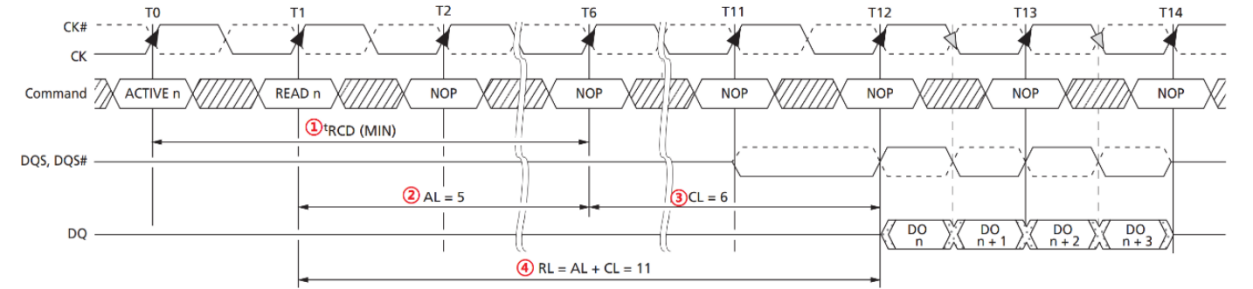 T0 T1 T2 T6 T11 T12 T13 T14
CK#
CK
Command ACTIVE n READ n NOP NOP NOP NOP NOP NOP
① tRCD (MIN)
DQS, DQS#
② AL = 5 ③ CL = 6
DQ DO n DO n + 1 DO n + 2 DO n + 3
④ RL = AL + CL = 11